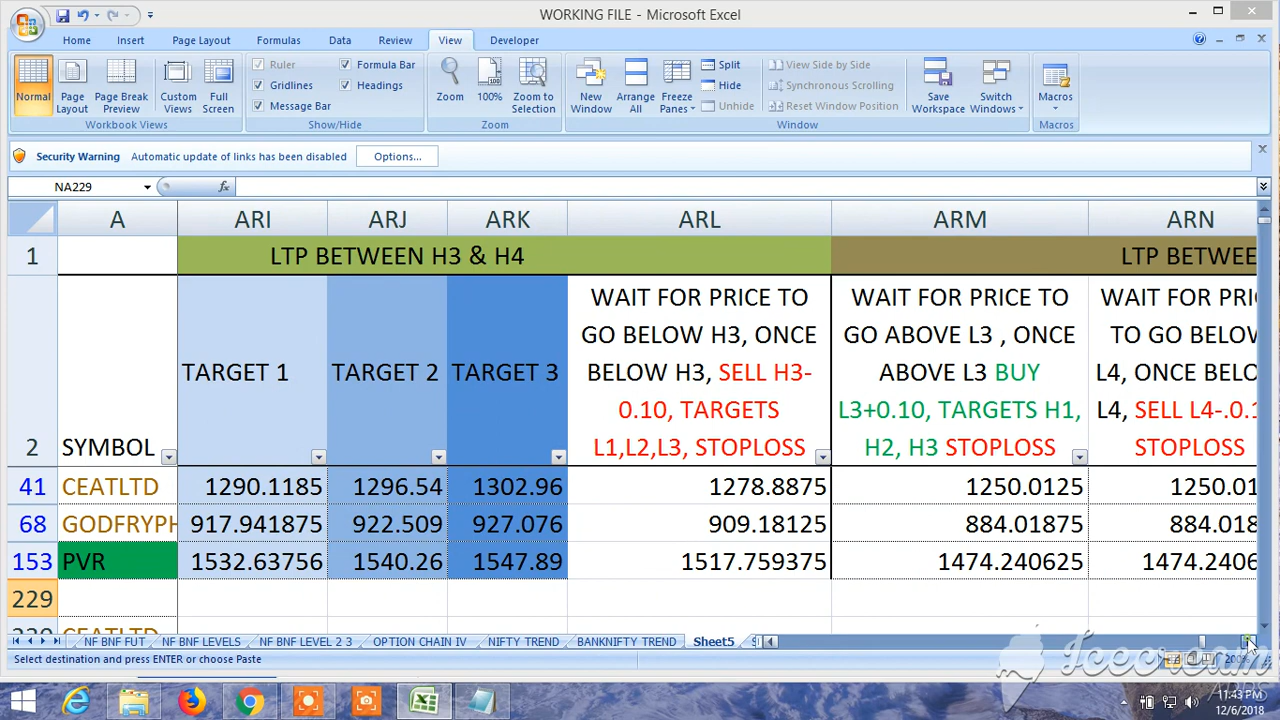 WORKING FILE - Microsoft Excel
Home Insert Page Layout Formulas Data Review View Developer
Normal
Page Layout
Page Break Preview
Custom Views
Full Screen
Workbook Views
Ruler
Gridlines
Message Bar
Formula Bar
Headings
Show/Hide
Zoom
100%
Zoom to Selection
Zoom
New Window
Arrange All
Freeze Panes
Split
Hide
Unhide
View Side by Side
Synchronous Scrolling
Reset Window Position
Window
Save Workspace
Switch Windows
Macros
Macros
Security Warning Automatic update of links has been disabled Options...
NA229 fx
A ARI ARJ ARK ARL ARM ARN
1 LTP BETWEEN H3 & H4 LTP BETWEE
2 SYMBOL
TARGET 1
TARGET 2
TARGET 3
WAIT FOR PRICE TO
GO BELOW H3, ONCE
BELOW H3, SELL H3-
0.10, TARGETS
L1,L2,L3, STOPLOSS
WAIT FOR PRICE TO
GO ABOVE L3 , ONCE
ABOVE L3 BUY
L3+0.10, TARGETS H1,
H2, H3 STOPLOSS
WAIT FOR PRI
TO GO BELOW
L4, ONCE BELO
L4, SELL L4-.0.1
STOPLOSS
41 CEATLTD 1290.1185 1296.54 1302.96 1278.8875 1250.0125 1250.01
68 GODFRYPH 917.941875 922.509 927.076 909.18125 884.01875 884.018
153 PVR 1532.63756 1540.26 1547.89 1517.759375 1474.240625 1474.2406
229
230 CEATLTD
NF BNF FUT NF BNF LEVELS NF BNF LEVEL 2 3 OPTION CHAIN IV NIFTY TREND BANKNIFTY TREND Sheet5
Select destination and press ENTER or choose Paste 200%
Icecream
Apps
11:43 PM
12/6/2018